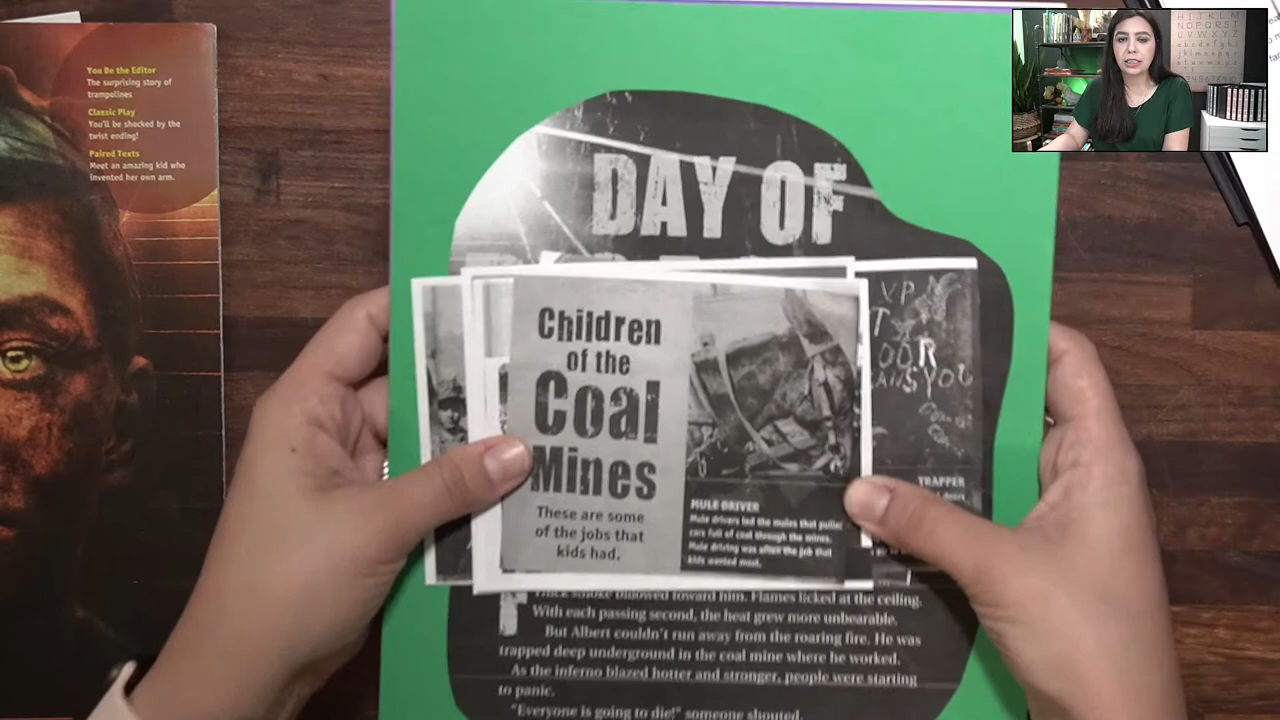 You Be the Editor
The surprising story of
trampolines
Classic Play
You'll be shocked by the
twist ending!
Paired Texts
Meet an amazing kid who
invented her own arm.
DAY OF
Children
of the
Coal
Mines
These are some
of the jobs that
kids had.
MULE DRIVER
Mule drivers led the mules that pulled
cars full of coal through the mines.
Mule driving was often the job that
kids wanted most.
TRAPPER
Thick smoke billowed toward him. Flames licked at the ceiling.
With each passing second, the heat grew more unbearable.
But Albert couldn't run away from the roaring fire. He was
trapped deep underground in the coal mine where he worked.
As the inferno blazed hotter and stronger, people were starting
to panic.
"Everyone is going to die!" someone shouted.
H I J K L M
N O P Q R S T
U V W X Y Z